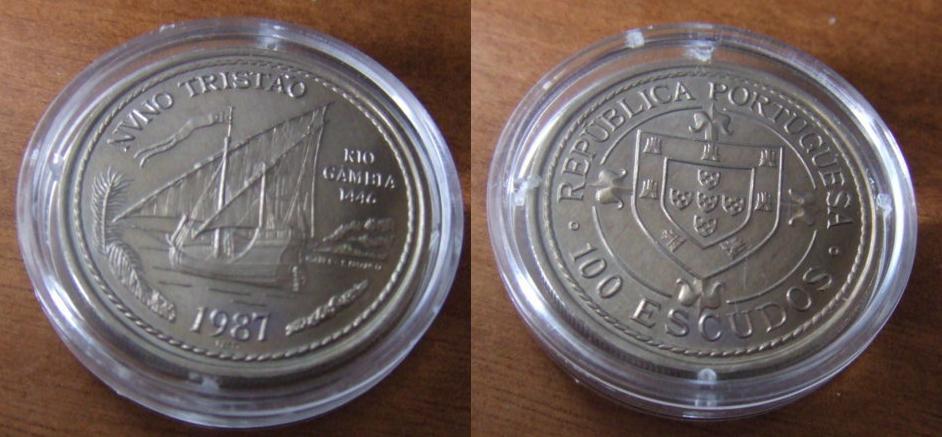 NVNO TRISTÃO
RIO
GAMBIA
1446
1987
REPÚBLICA PORTUGUESA
• 100 ESCUDOS •